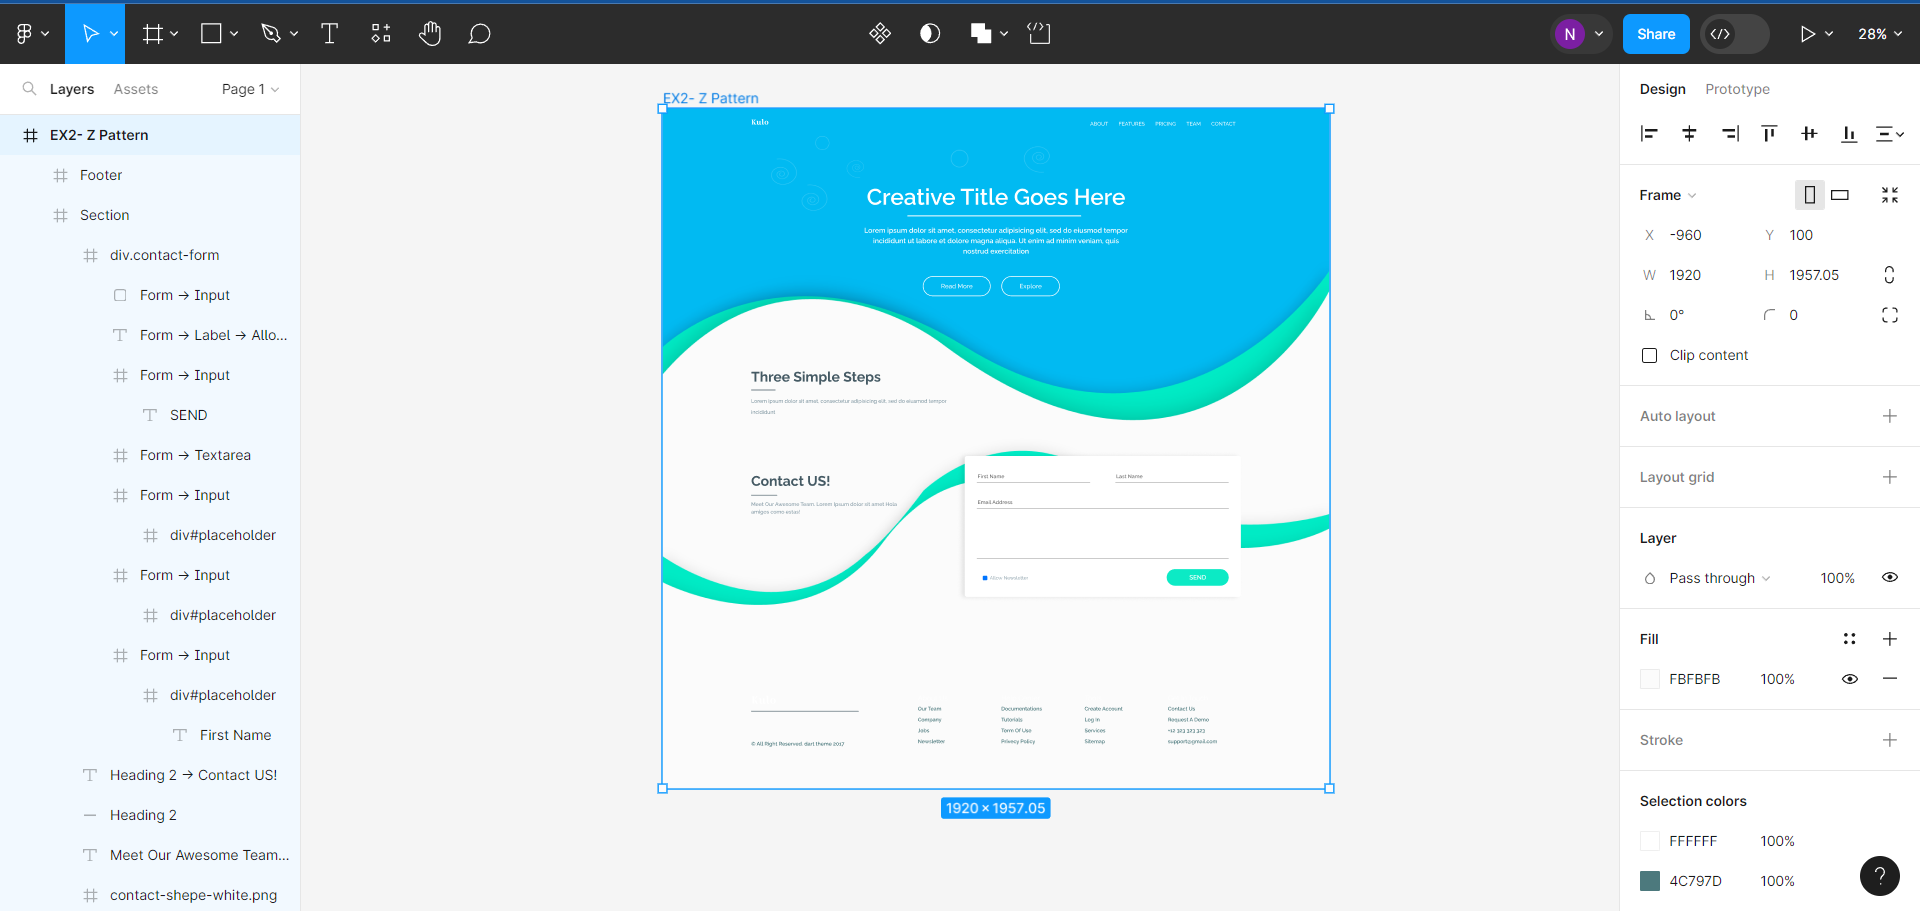 N
Share
28%
Layers
Assets
Page 1
EX2- Z Pattern
Footer
Section
div.contact-form
Form → Input
Form → Label → Allo...
Form → Input
SEND
Form → Textarea
Form → Input
div#placeholder
Form → Input
div#placeholder
Form → Input
div#placeholder
First Name
Heading 2 → Contact US!
Heading 2
Meet Our Awesome Team...
contact-shepe-white.png
EX2- Z Pattern
Kulo
ABOUT FEATURES PRICING TEAM CONTACT
Creative Title Goes Here
Lorem ipsum dolor sit amet, consectetur adipisicing elit, sed do eiusmod tempor
incididunt ut labore et dolore magna aliqua. Ut enim ad minim veniam, quis
nostrud exercitation
Read More
Explore
Three Simple Steps
Lorem ipsum dolor sit amet, consectetur adipisicing elit, sed do eiusmod tempor
incididunt
Contact US!
Meet Our Awesome Team, Lorem Ipsum dolor sit amet Hola
amigos como estas!
First Name
Last Name
Email Address
Allow Newsletter
SEND
© All Right Reserved, dart theme 2017
Our Team
Company
Jobs
Newsletter
Documentations
Tutorials
Term Of Use
Privecy Policy
Create Account
Log in
Services
Sitemap
Contact Us
Request A Demo
+12 323 323 323
support@gmail.com
1920 × 1957.05
Design
Prototype
Frame
X -960
Y 100
W 1920
H 1957.05
0°
0
Clip content
Auto layout
Layout grid
Layer
Pass through
100%
Fill
FBFBFB
100%
Stroke
Selection colors
FFFFFF
100%
4C797D
100%
?